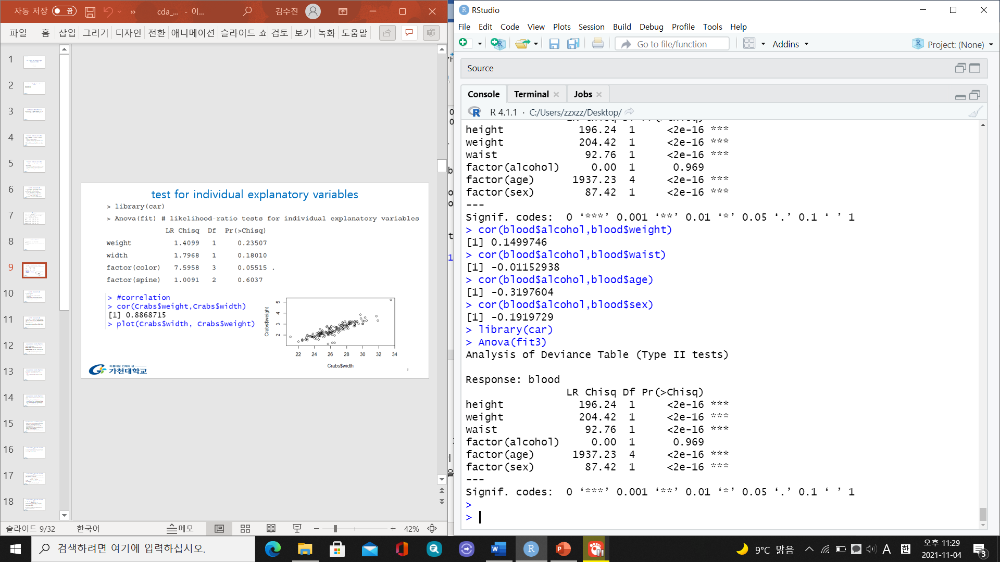 자동 저장 끔 cda_... - 이... 김수진
파일 홈 삽입 그리기 디자인 전환 애니메이션 슬라이드 쇼 검토 보기 녹화 도움말
1
2
3
4
5
6
7
8
9
10
11
12
13
14
15
16
17
18
test for individual explanatory variables
> library(car)
> Anova(fit) # likelihood-ratio tests for individual explanatory variables
LR Chisq Df Pr(>Chisq)
weight 1.4099 1 0.23507
width 1.7968 1 0.18010
factor(color) 7.5958 3 0.05515 .
factor(spine) 1.0091 2 0.6037
> #correlation
> cor(Crabs$weight,Crabs$width)
[1] 0.8868715
> plot(Crabs$width, Crabs$weight)
Crabs$weight
5
4
3
2
22 24 26 28 30 32 34
Crabs$width
가천대학교
9
슬라이드 9/32 한국어 메모 42%
RStudio
File Edit Code View Plots Session Build Debug Profile Tools Help
Go to file/function Addins Project: (None)
Source
Console Terminal Jobs
R 4.1.1 · C:/Users/zzxzz/Desktop/
LR Chisq Df Pr(>Chisq)
height 196.24 1 <2e-16 ***
weight 204.42 1 <2e-16 ***
waist 92.76 1 <2e-16 ***
factor(alcohol) 0.00 1 0.969
factor(age) 1937.23 4 <2e-16 ***
factor(sex) 87.42 1 <2e-16 ***
---
Signif. codes: 0 ‘***’ 0.001 ‘**’ 0.01 ‘*’ 0.05 ‘.’ 0.1 ‘ ’ 1
> cor(blood$alcohol,blood$weight)
[1] 0.1499746
> cor(blood$alcohol,blood$waist)
[1] -0.01152938
> cor(blood$alcohol,blood$age)
[1] -0.3197604
> cor(blood$alcohol,blood$sex)
[1] -0.1919729
> library(car)
> Anova(fit3)
Analysis of Deviance Table (Type II tests)
Response: blood
LR Chisq Df Pr(>Chisq)
height 196.24 1 <2e-16 ***
weight 204.42 1 <2e-16 ***
waist 92.76 1 <2e-16 ***
factor(alcohol) 0.00 1 0.969
factor(age) 1937.23 4 <2e-16 ***
factor(sex) 87.42 1 <2e-16 ***
---
Signif. codes: 0 ‘***’ 0.001 ‘**’ 0.01 ‘*’ 0.05 ‘.’ 0.1 ‘ ’ 1
>
>
검색하려면 여기에 입력하십시오.
9°C 맑음 A 한 오후 11:29
2021-11-04 3